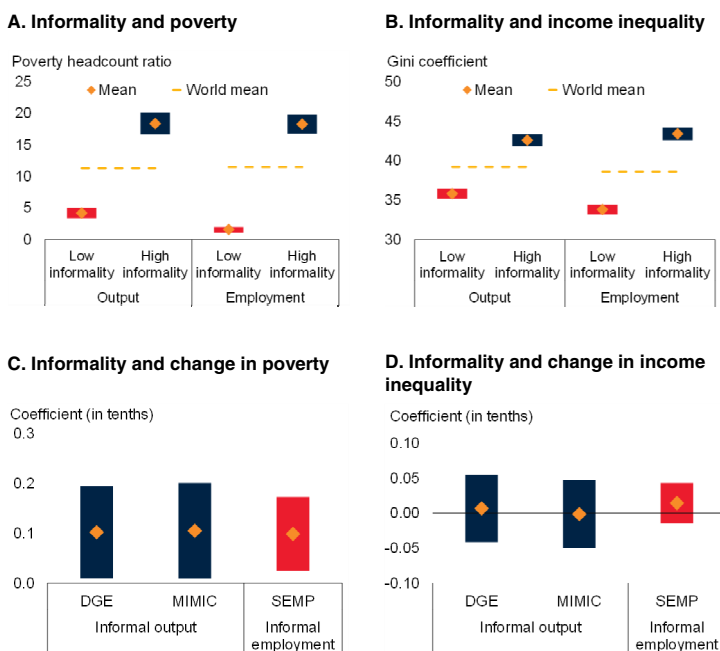 A. Informality and poverty
Poverty headcount ratio
25
Mean
World mean
20
15
10
5
0
Low informality
High informality
Low informality
High informality
Output
Employment
B. Informality and income inequality
Gini coefficient
50
Mean
World mean
45
40
35
30
Low informality
High informality
Low informality
High informality
Output
Employment
C. Informality and change in poverty
Coefficient (in tenths)
0.3
0.2
0.1
0.0
DGE
MIMIC
SEMP
Informal output
Informal employment
D. Informality and change in income
inequality
Coefficient (in tenths)
0.10
0.05
0.00
-0.05
-0.10
DGE
MIMIC
SEMP
Informal output
Informal employment